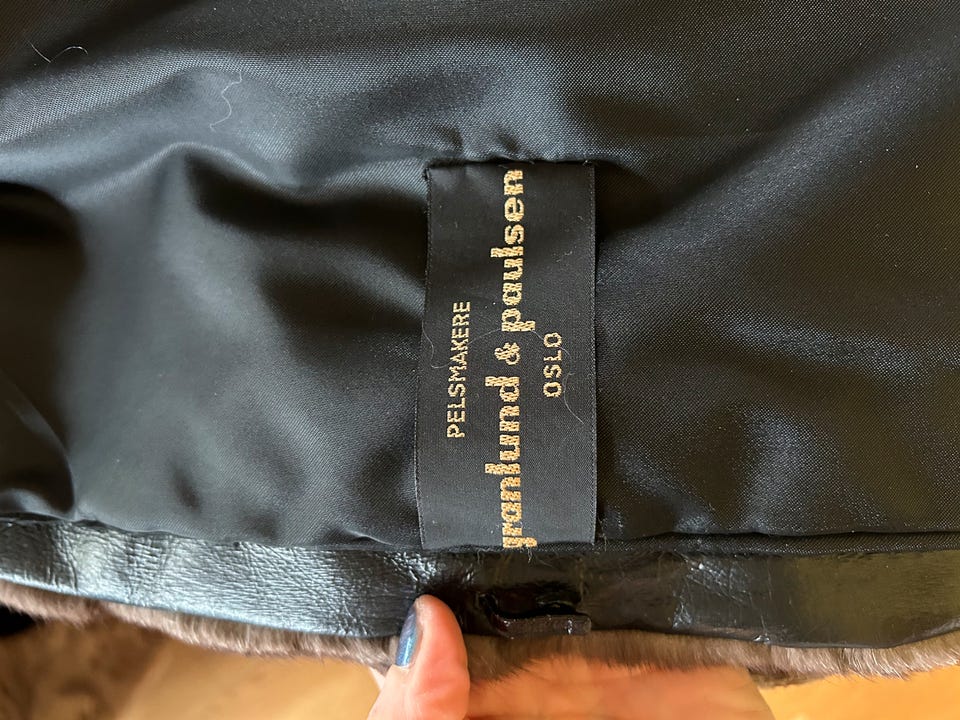 PELSMAKERE
granlund & paulsen
OSLO